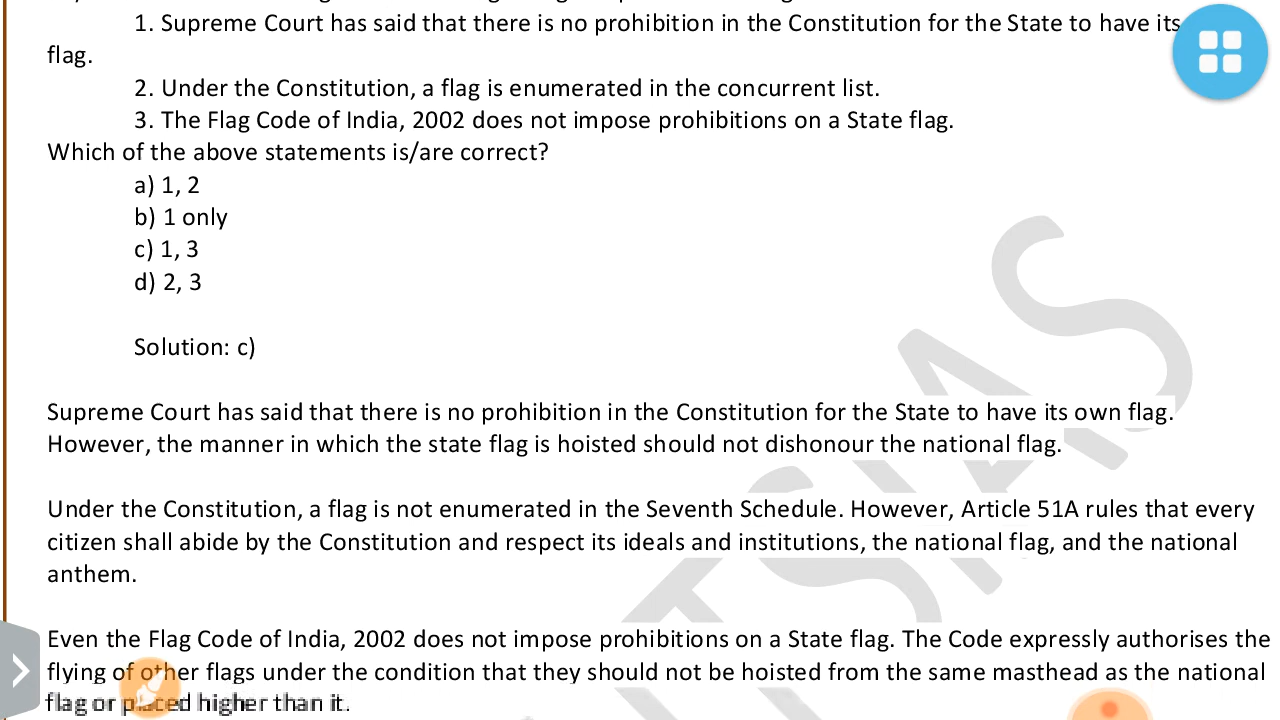 1. Supreme Court has said that there is no prohibition in the Constitution for the State to have its
flag.
2. Under the Constitution, a flag is enumerated in the concurrent list.
3. The Flag Code of India, 2002 does not impose prohibitions on a State flag.
Which of the above statements is/are correct?
a) 1, 2
b) 1 only
c) 1, 3
d) 2, 3
Solution: c)
Supreme Court has said that there is no prohibition in the Constitution for the State to have its own flag.
However, the manner in which the state flag is hoisted should not dishonour the national flag.
Under the Constitution, a flag is not enumerated in the Seventh Schedule. However, Article 51A rules that every
citizen shall abide by the Constitution and respect its ideals and institutions, the national flag, and the national
anthem.
Even the Flag Code of India, 2002 does not impose prohibitions on a State flag. The Code expressly authorises the
flying of other flags under the condition that they should not be hoisted from the same masthead as the national
flag or placed higher than it.